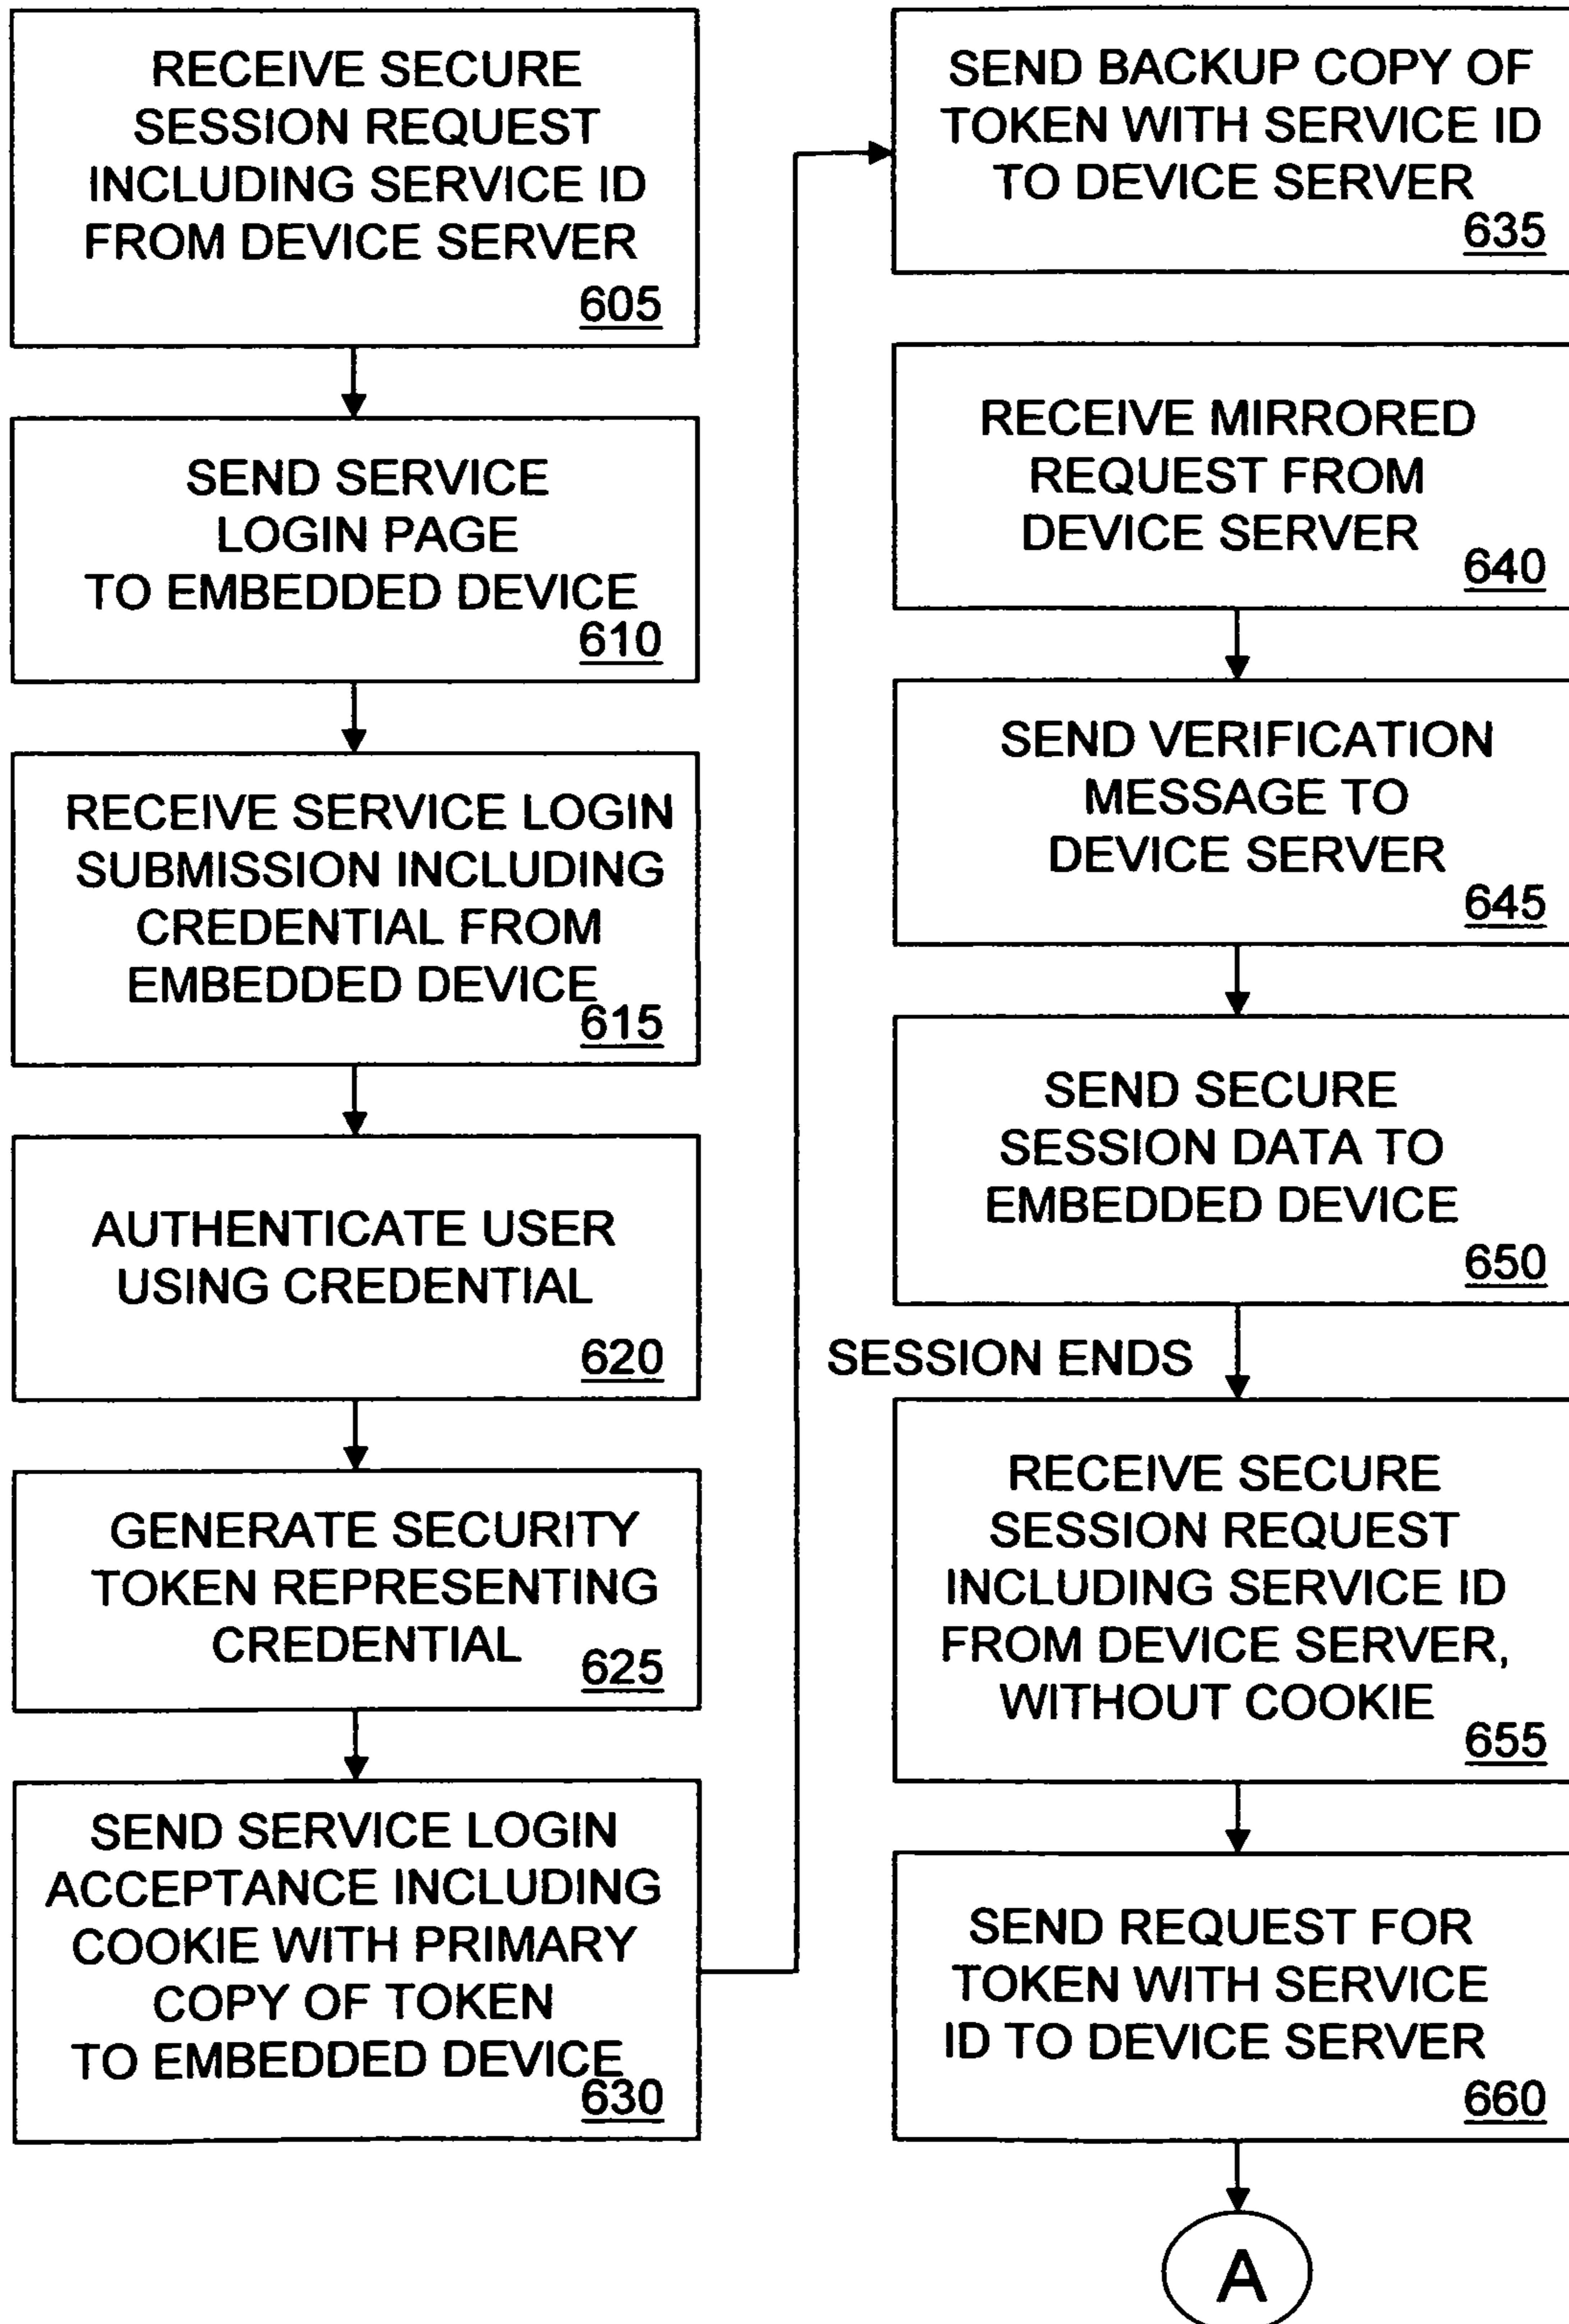 RECEIVE SECURE
SESSION REQUEST
INCLUDING SERVICE ID
FROM DEVICE SERVER
605
SEND SERVICE
LOGIN PAGE
TO EMBEDDED DEVICE
610
RECEIVE SERVICE LOGIN
SUBMISSION INCLUDING
CREDENTIAL FROM
EMBEDDED DEVICE
615
AUTHENTICATE USER
USING CREDENTIAL
620
GENERATE SECURITY
TOKEN REPRESENTING
CREDENTIAL
625
SEND SERVICE LOGIN
ACCEPTANCE INCLUDING
COOKIE WITH PRIMARY
COPY OF TOKEN
TO EMBEDDED DEVICE
630
SEND BACKUP COPY OF
TOKEN WITH SERVICE ID
TO DEVICE SERVER
635
RECEIVE MIRRORED
REQUEST FROM
DEVICE SERVER
640
SEND VERIFICATION
MESSAGE TO
DEVICE SERVER
645
SEND SECURE
SESSION DATA TO
EMBEDDED DEVICE
650
SESSION ENDS
RECEIVE SECURE
SESSION REQUEST
INCLUDING SERVICE ID
FROM DEVICE SERVER,
WITHOUT COOKIE
655
SEND REQUEST FOR
TOKEN WITH SERVICE
ID TO DEVICE SERVER
660
A